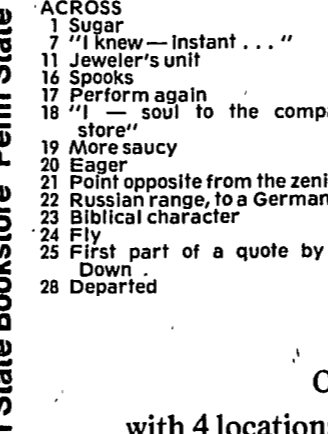 ACROSS
1 Sugar
7 "I knew — instant . . ."
11 Jeweler's unit
16 Spooks
17 Perform again
18 "I — soul to the comp
store"
19 More saucy
20 Eager
21 Point opposite from the zeni
22 Russian range, to a German
23 Biblical character
24 Fly
25 First part of a quote by
Down .
28 Departed
with 4 location
State Bookstore Penn State